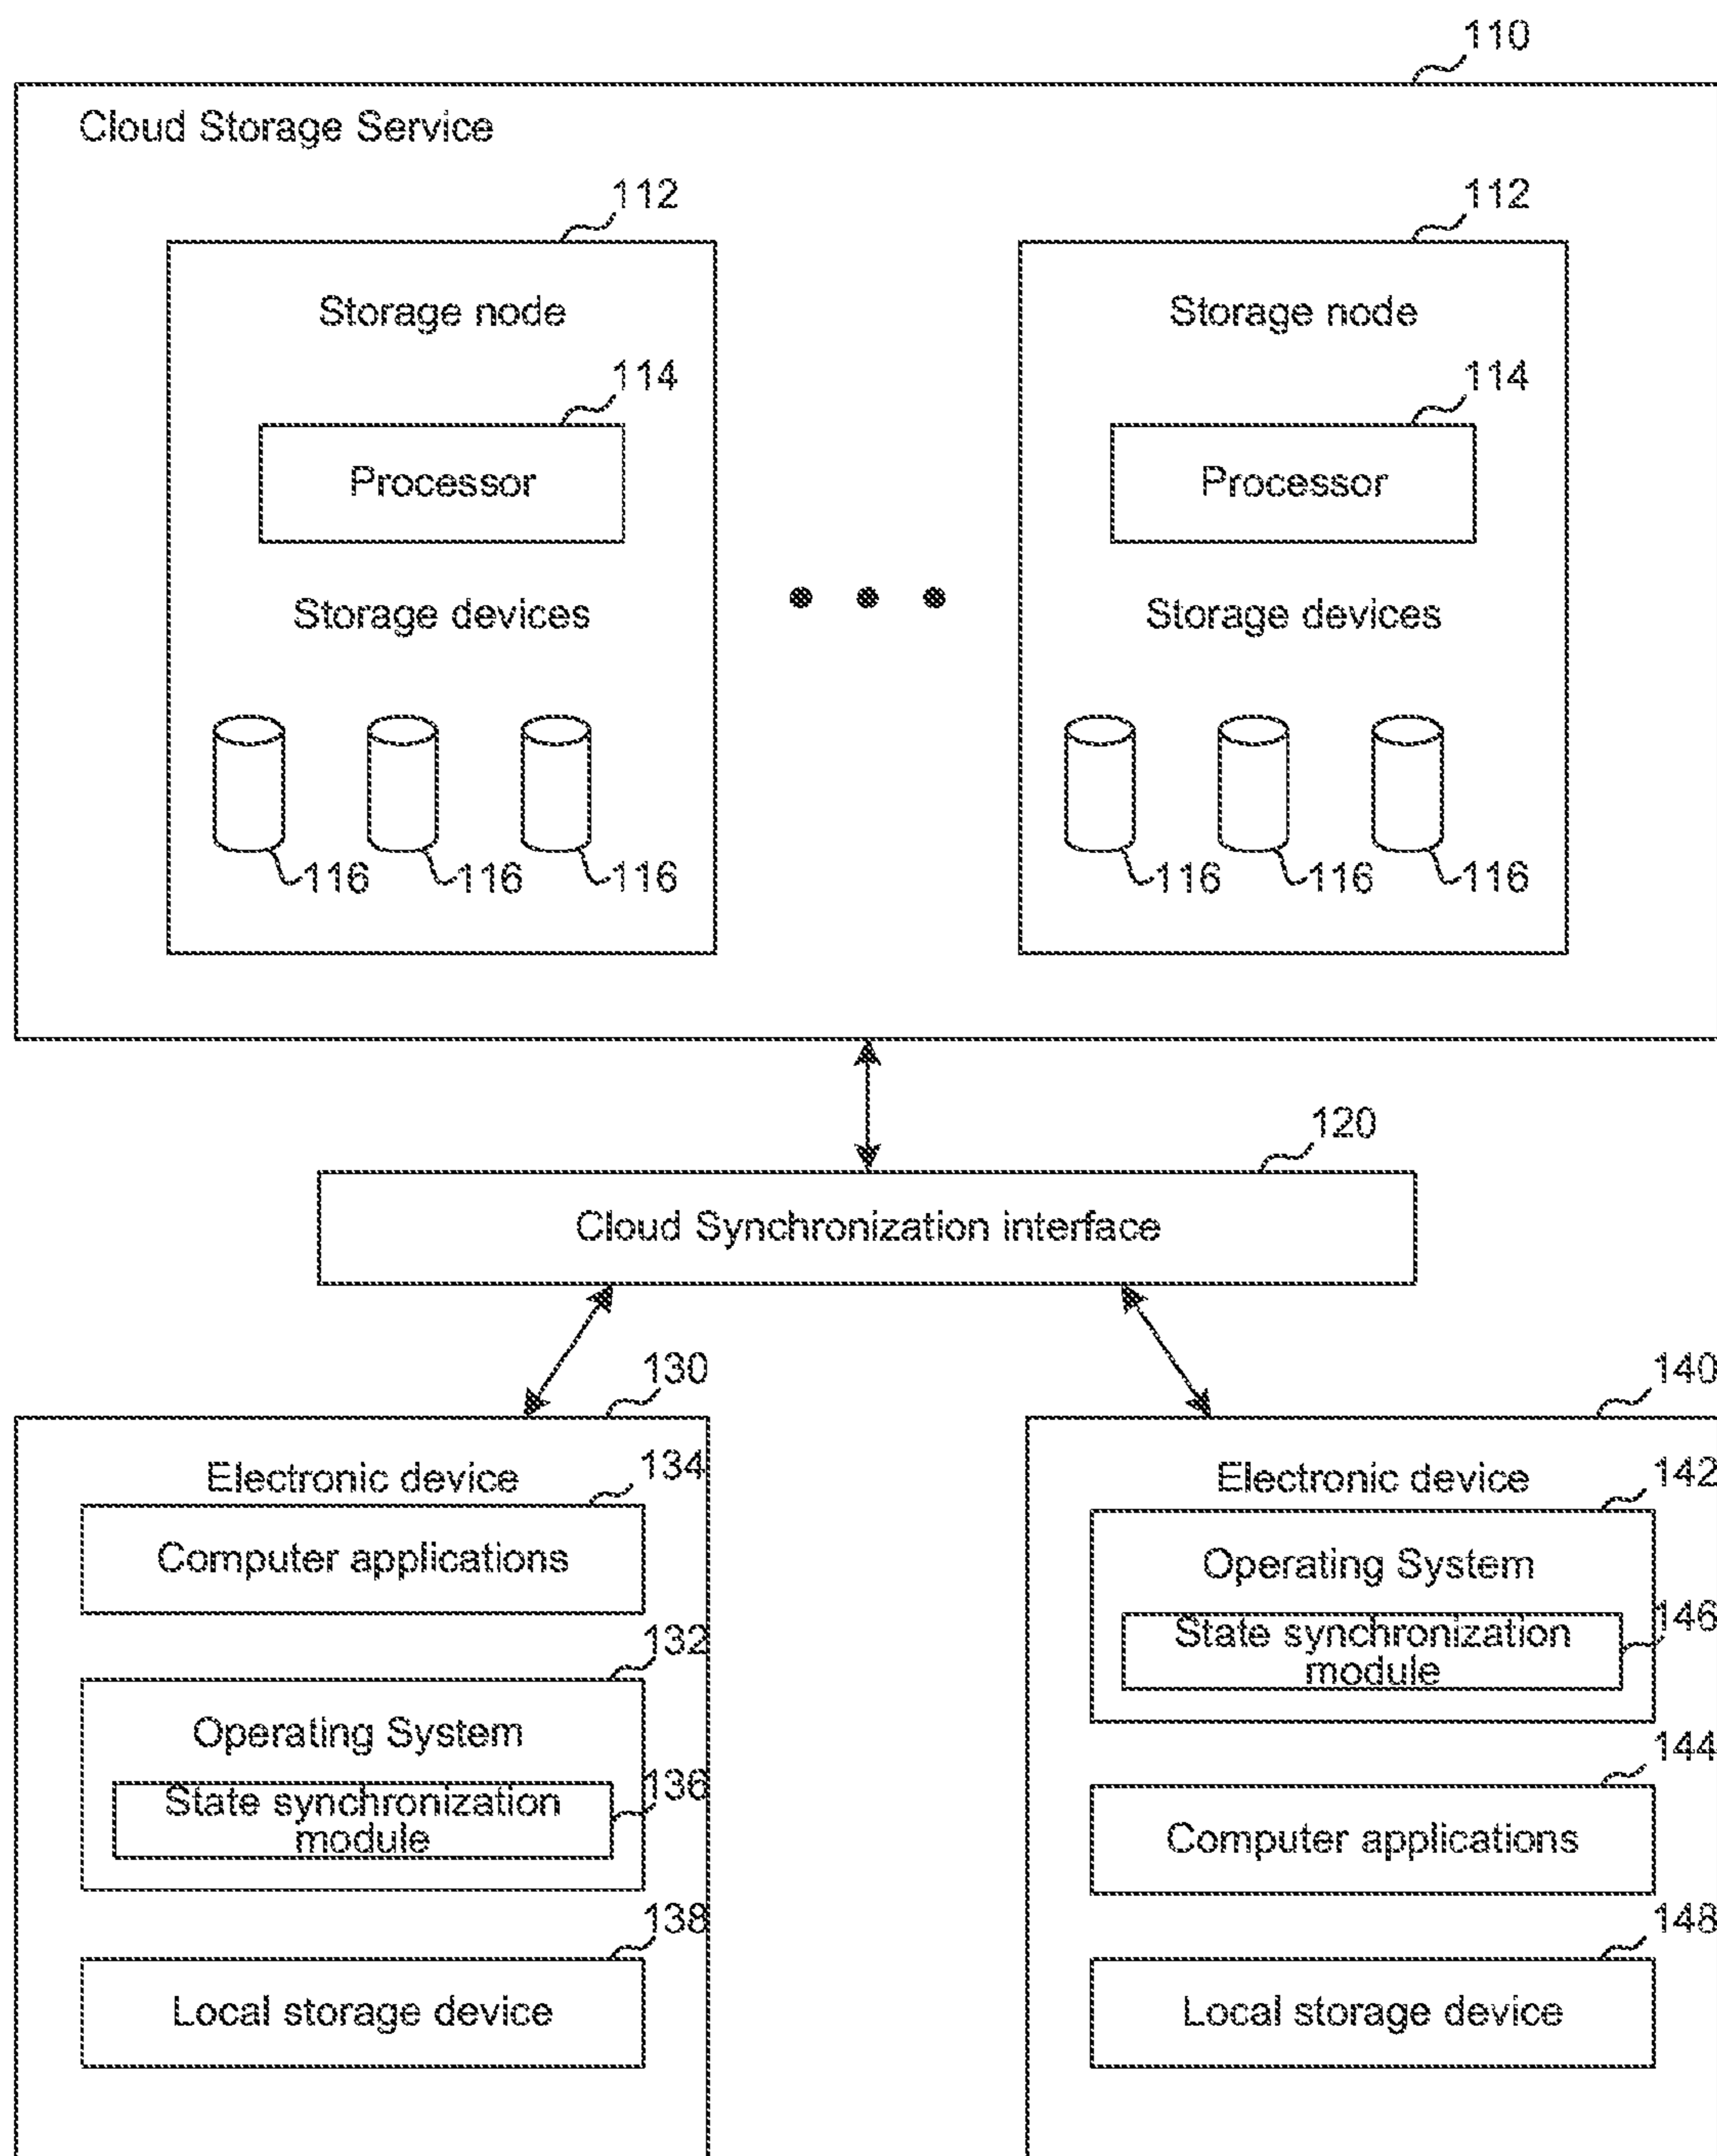 110
Cloud Storage Service
112
112
Storage node
Storage node
114
114
Processor
Processor
Storage devices
Storage devices
116
116
116
116
116
116
120
Cloud Synchronization interface
130
140
Electronic device
134
Computer applications
132
Operating System
136
State synchronization
module
138
Local storage device
Electronic device
142
Operating System
146
State synchronization
module
144
Computer applications
148
Local storage device